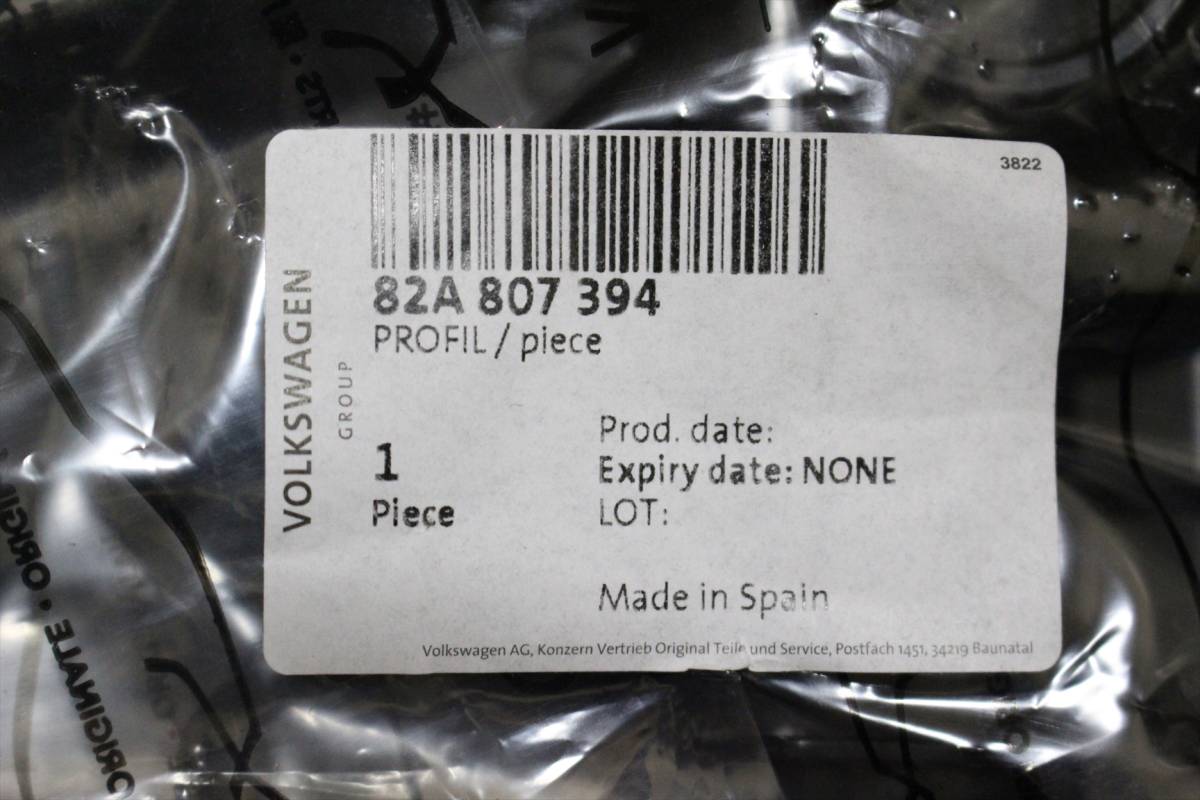 3822
VOLKSWAGEN
GROUP
82A 807 394
PROFIL / piece
1
Piece
Prod. date:
Expiry date: NONE
LOT:
Made in Spain
Volkswagen AG, Konzern Vertrieb Original Teile und Service, Postfach 1451, 34219 Baunatal
ORIGINALE •